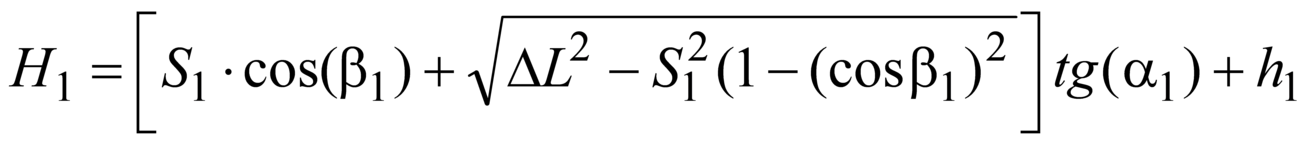 H₁ = [ S₁ · cos(β₁) + √(ΔL² − S₁²(1 − (cosβ₁)²) ] tg(α₁) + h₁